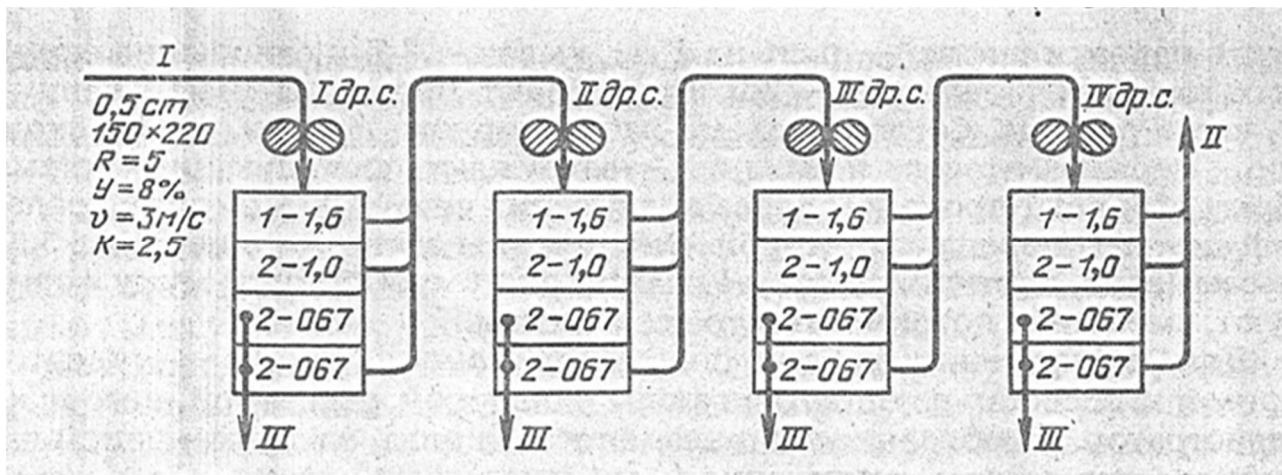 I
0,5 ст
150×220
R=5
У=8%
υ=3м/с
К=2,5
I др.с.
1-1,6
2-1,0
2-067
2-067
III
II др.с.
1-1,6
2-1,0
2-067
2-067
III
III др.с.
1-1,6
2-1,0
2-067
2-067
III
IV др.с.
1-1,6
2-1,0
2-067
2-067
III
II